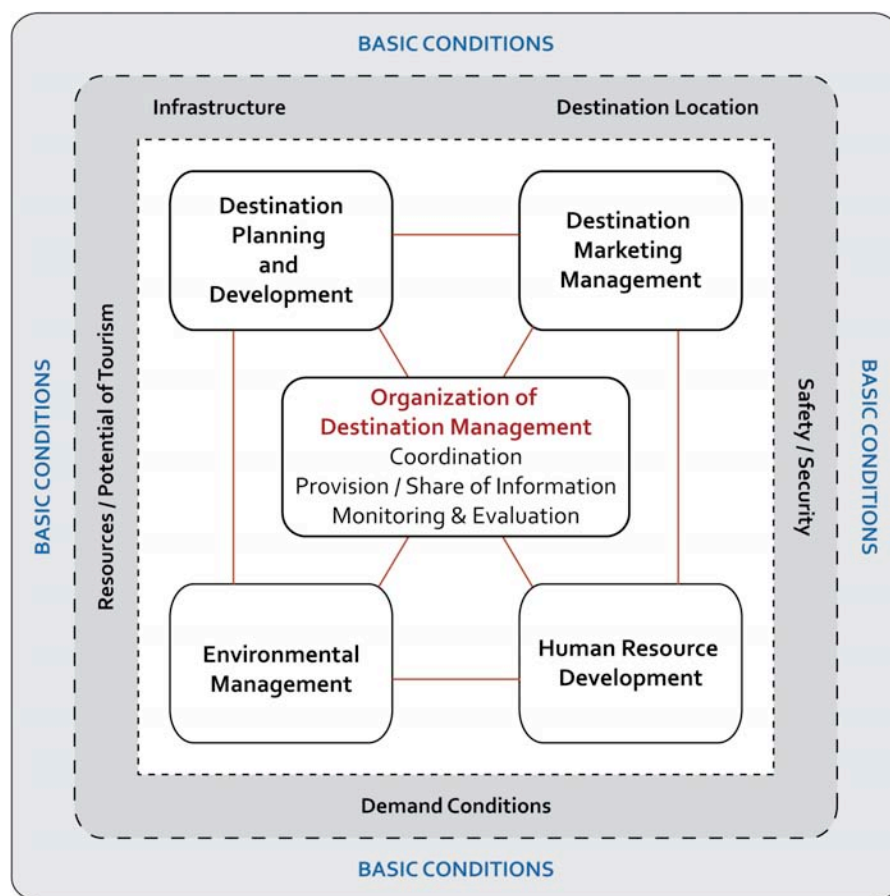 BASIC CONDITIONS
Infrastructure
Destination Location
Destination
Planning
and
Development
Destination
Marketing
Management
BASIC CONDITIONS
Resources / Potential of Tourism
Organization of
Destination Management
Coordination
Provision / Share of Information
Monitoring & Evaluation
Safety / Security
BASIC CONDITIONS
Environmental
Management
Human Resource
Development
Demand Conditions
BASIC CONDITIONS